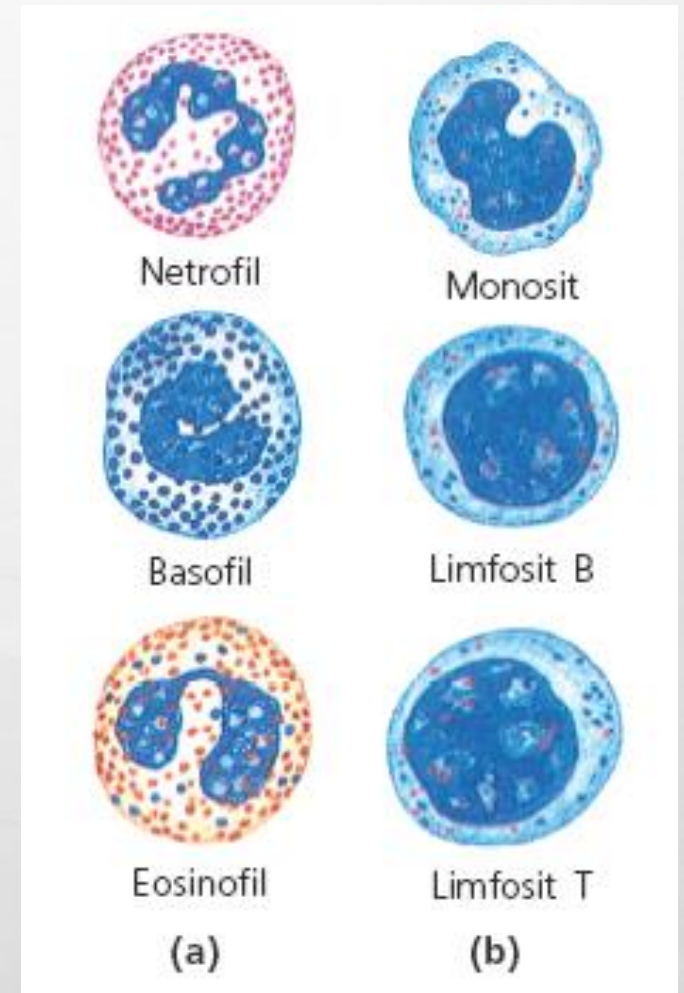 Netrofil
Monosit
Basofil
Limfosit B
Eosinofil
Limfosit T
(a)
(b)